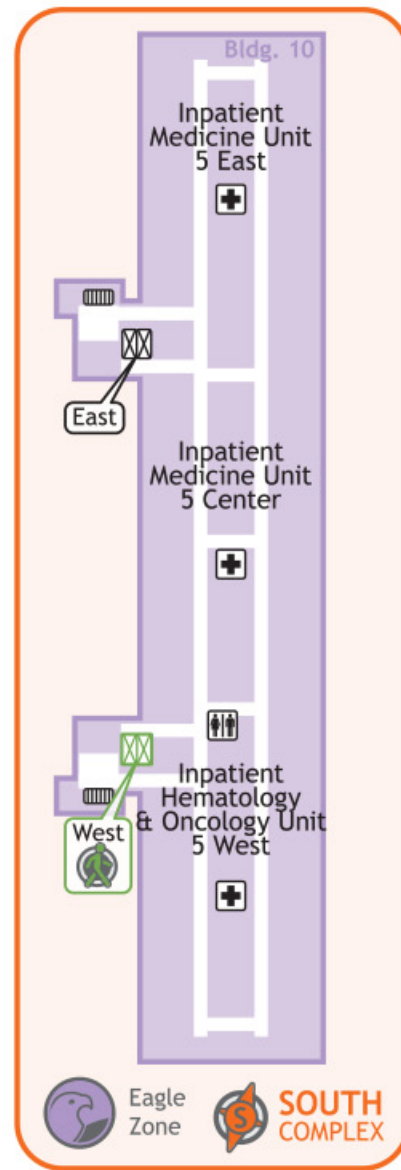 Bldg. 10
Inpatient
Medicine Unit
5 East
East
Inpatient
Medicine Unit
5 Center
Inpatient
Hematology
& Oncology Unit
5 West
West
Eagle
Zone
S
SOUTH
COMPLEX